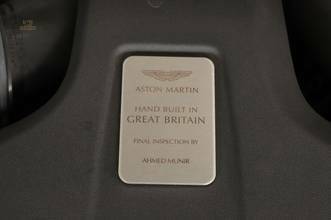 ASTON MARTIN
HAND BUILT IN
GREAT BRITAIN
FINAL INSPECTION BY
AHMED MUNIR